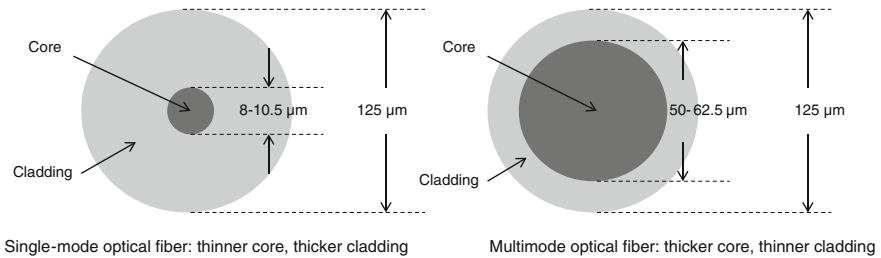 Core
8-10.5 μm
125 μm
Cladding
Single-mode optical fiber: thinner core, thicker cladding
Core
50-62.5 μm
125 μm
Cladding
Multimode optical fiber: thicker core, thinner cladding